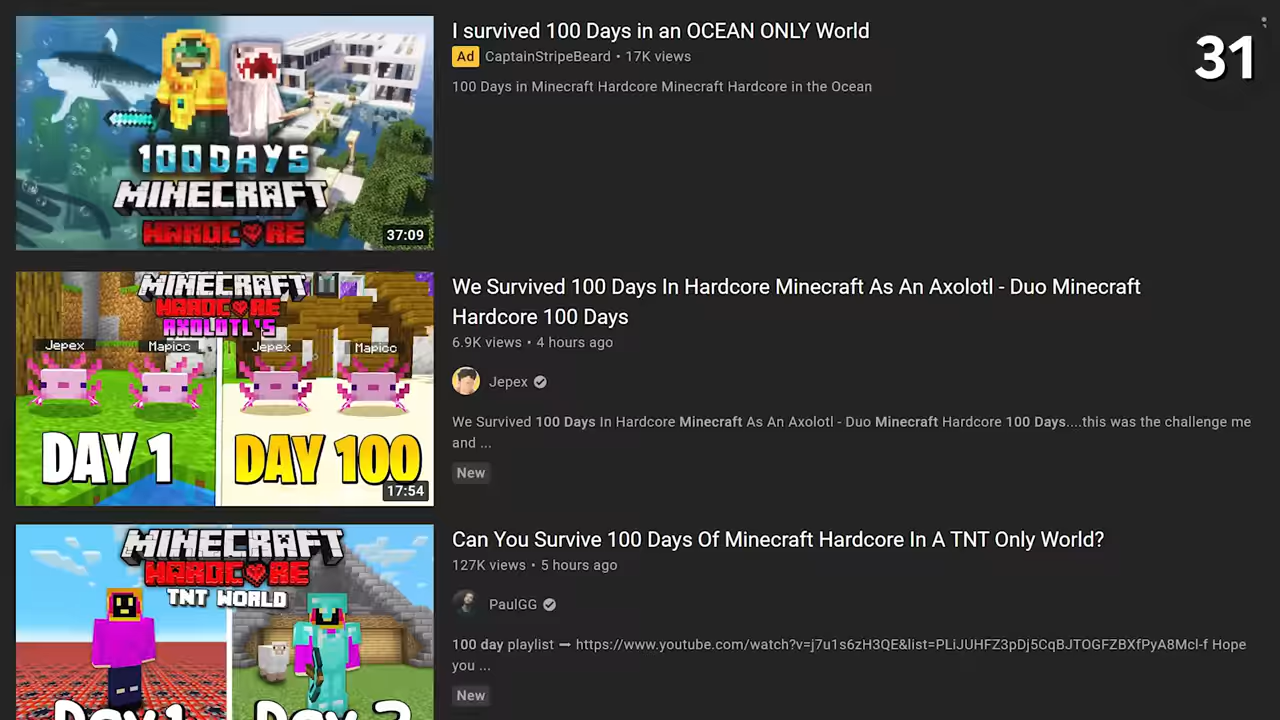 31
100 DAYS
MINECRAFT
HARDCORE
37:09
I survived 100 Days in an OCEAN ONLY World
Ad CaptainStripeBeard • 17K views
100 Days in Minecraft Hardcore Minecraft Hardcore in the Ocean
MINECRAFT
HARDCORE
AXOLOTL'S
Jepex Mapicc Jepex Mapicc
DAY 1 DAY 100
17:54
We Survived 100 Days In Hardcore Minecraft As An Axolotl - Duo Minecraft
Hardcore 100 Days
6.9K views • 4 hours ago
Jepex
We Survived 100 Days In Hardcore Minecraft As An Axolotl - Duo Minecraft Hardcore 100 Days....this was the challenge me
and ...
New
MINECRAFT
HARDCORE
TNT WORLD
Day 1 Day ?
Can You Survive 100 Days Of Minecraft Hardcore In A TNT Only World?
127K views • 5 hours ago
PaulGG
100 day playlist ➞ https://www.youtube.com/watch?v=j7u1s6zH3QE&list=PLiJUHFZ3pDj5CqBJTOGFZBXfPyA8Mcl-f Hope
you ...
New